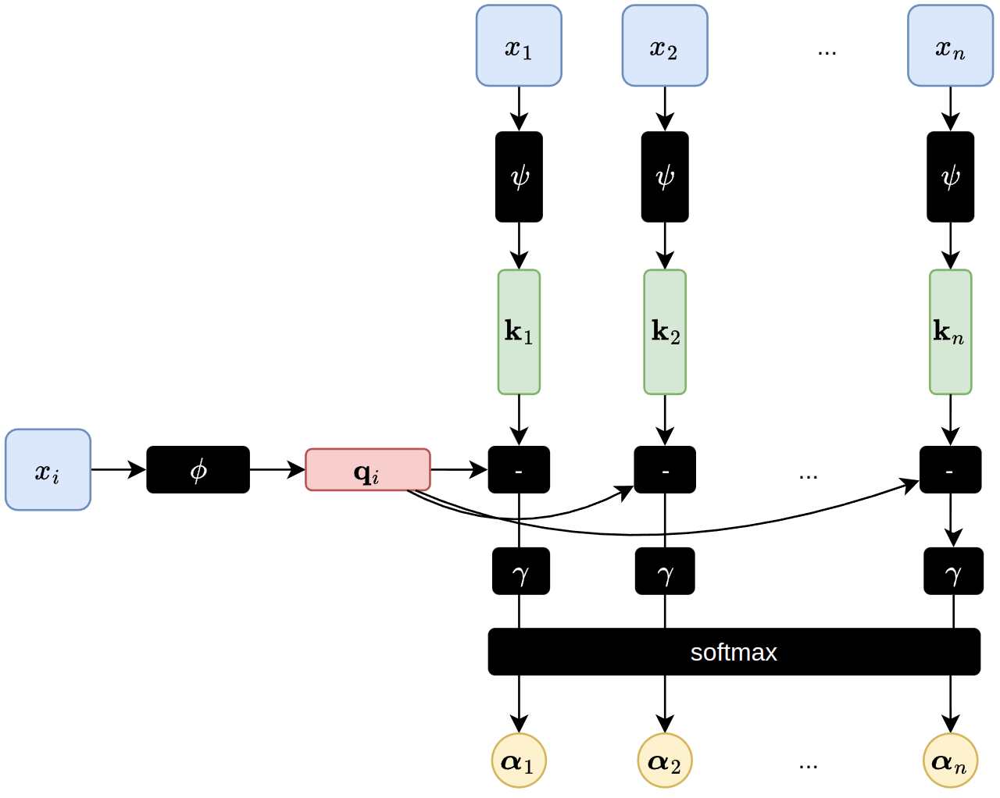 x₁ x₂ ... xₙ
ψ ψ ψ
𝐤₁ 𝐤₂ 𝐤ₙ
xᵢ ϕ 𝐪ᵢ - - ... -
γ γ γ
softmax
𝜶₁ 𝜶₂ ... 𝜶ₙ